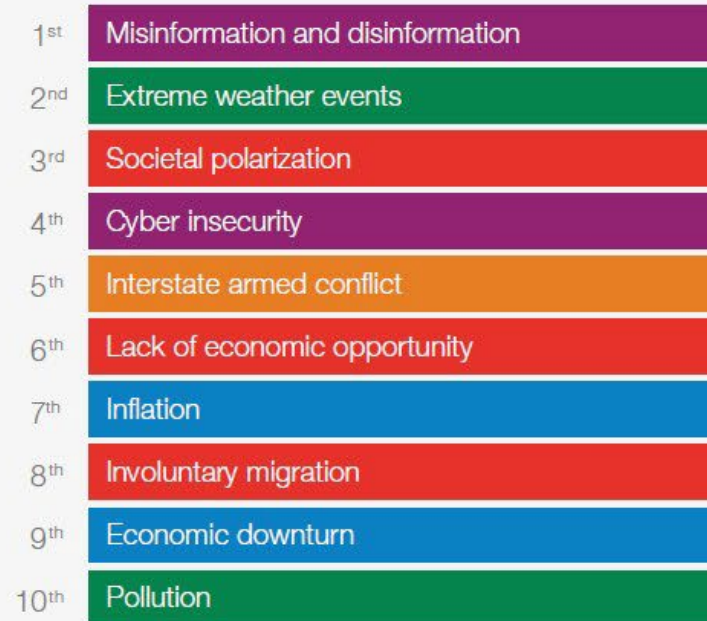 1st Misinformation and disinformation
2nd Extreme weather events
3rd Societal polarization
4th Cyber insecurity
5th Interstate armed conflict
6th Lack of economic opportunity
7th Inflation
8th Involuntary migration
9th Economic downturn
10th Pollution